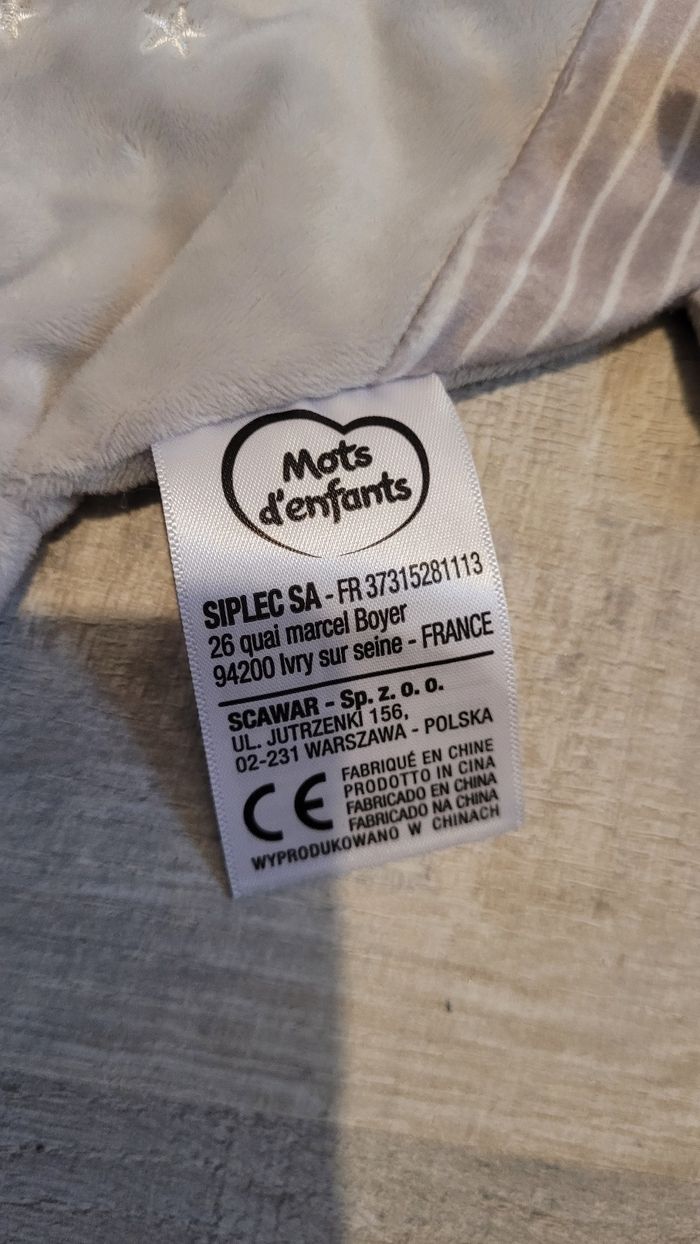 Mots
d'enfants
SIPLEC SA - FR 37315281113
26 quai marcel Boyer
94200 Ivry sur seine - FRANCE
SCAWAR - Sp. z. o. o.
UL. JUTRZENKI 156,
02-231 WARSZAWA - POLSKA
CE
FABRIQUÉ EN CHINE
PRODOTTO IN CINA
FABRICADO EN CHINA
FABRICADO NA CHINA
WYPRODUKOWANO W CHINACH